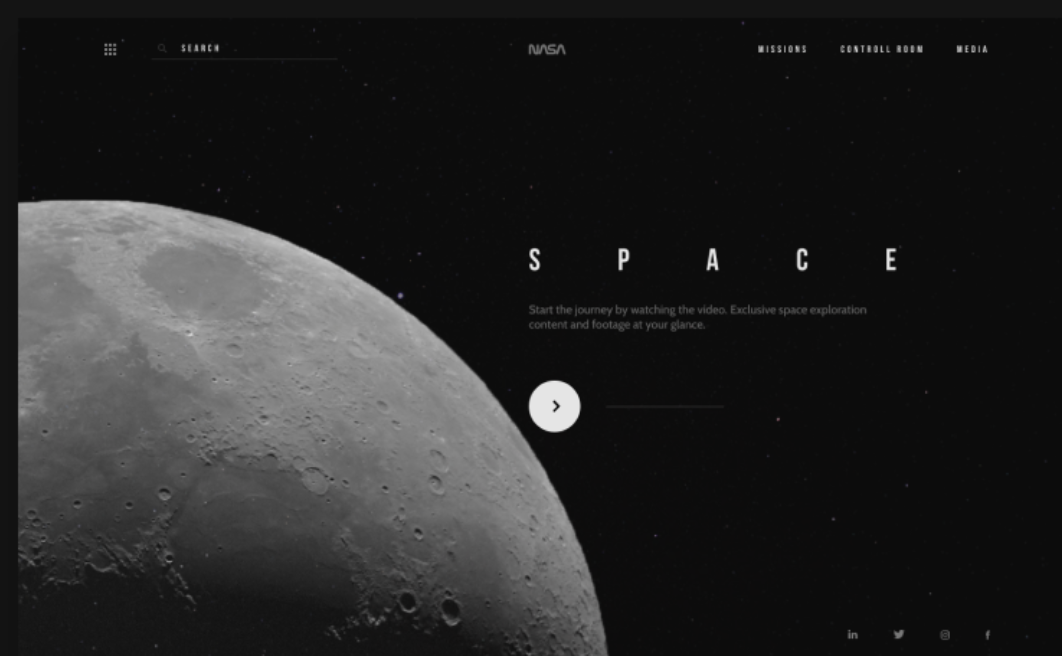 SEARCH
NASA
MISSIONS
CONTROLL ROOM
MEDIA
SPACE
Start the journey by watching the video. Exclusive space exploration
content and footage at your glance.
in
f